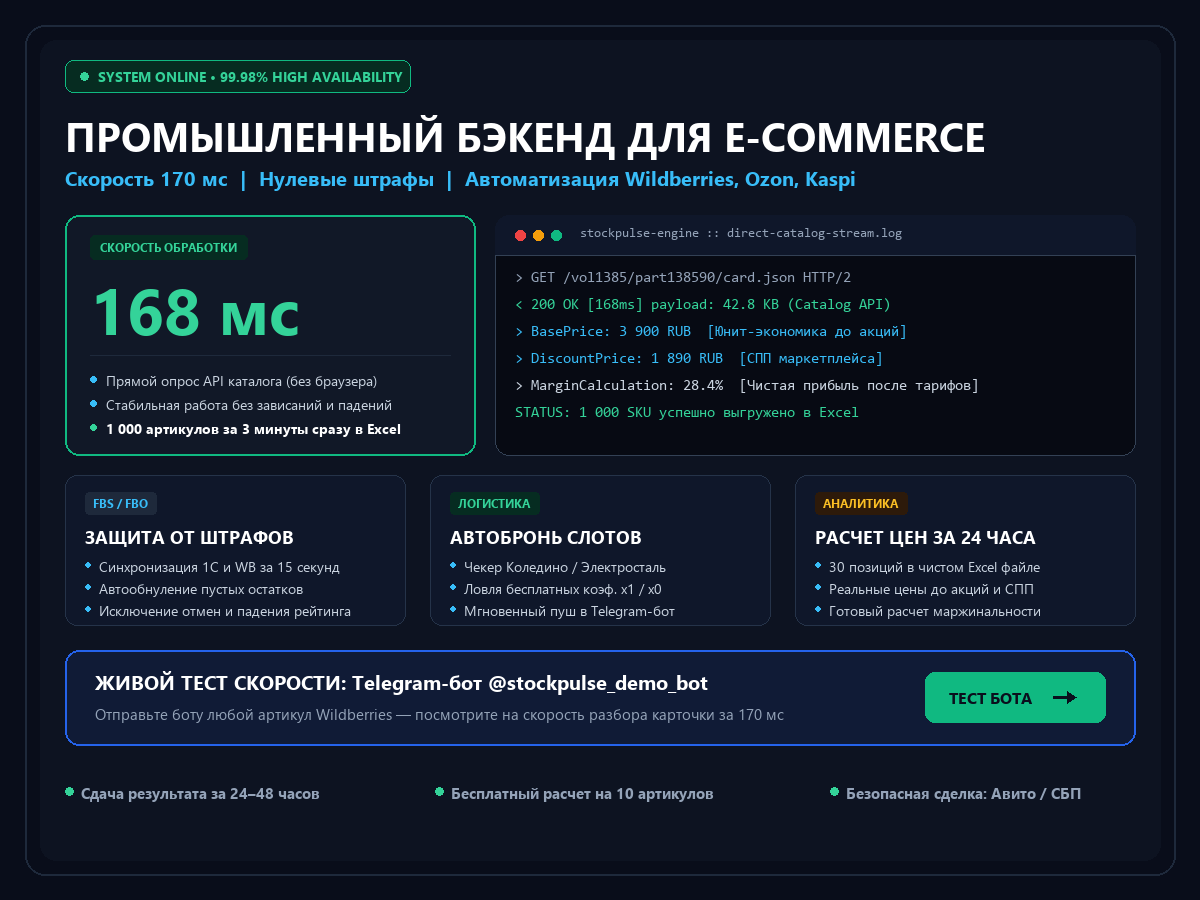 SYSTEM ONLINE • 99.98% HIGH AVAILABILITY
ПРОМЫШЛЕННЫЙ БЭКЕНД ДЛЯ E-COMMERCE
Скорость 170 мс | Нулевые штрафы | Автоматизация Wildberries, Ozon, Kaspi
СКОРОСТЬ ОБРАБОТКИ
168 мс
Прямой опрос API каталога (без браузера)
Стабильная работа без зависаний и падений
1 000 артикулов за 3 минуты сразу в Excel
stockpulse-engine :: direct-catalog-stream.log
> GET /vol1385/part138590/card.json HTTP/2
< 200 OK [168ms] payload: 42.8 KB (Catalog API)
> BasePrice: 3 900 RUB [Юнит-экономика до акций]
> DiscountPrice: 1 890 RUB [СПП маркетплейса]
> MarginCalculation: 28.4% [Чистая прибыль после тарифов]
STATUS: 1 000 SKU успешно выгружено в Excel
FBS / FBO
ЗАЩИТА ОТ ШТРАФОВ
Синхронизация 1С и WB за 15 секунд
Автообнуление пустых остатков
Исключение отмен и падения рейтинга
ЛОГИСТИКА
АВТОБРОНЬ СЛОТОВ
Чекер Коледино / Электросталь
Ловля бесплатных коэф. x1 / x0
Мгновенный пуш в Telegram-бот
АНАЛИТИКА
РАСЧЕТ ЦЕН ЗА 24 ЧАСА
30 позиций в чистом Excel файле
Реальные цены до акций и СПП
Готовый расчет маржинальности
ЖИВОЙ ТЕСТ СКОРОСТИ: Telegram-бот @stockpulse_demo_bot
Отправьте боту любой артикул Wildberries — посмотрите на скорость разбора карточки за 170 мс
ТЕСТ БОТА
Сдача результата за 24–48 часов
Бесплатный расчет на 10 артикулов
Безопасная сделка: Авито / СБП